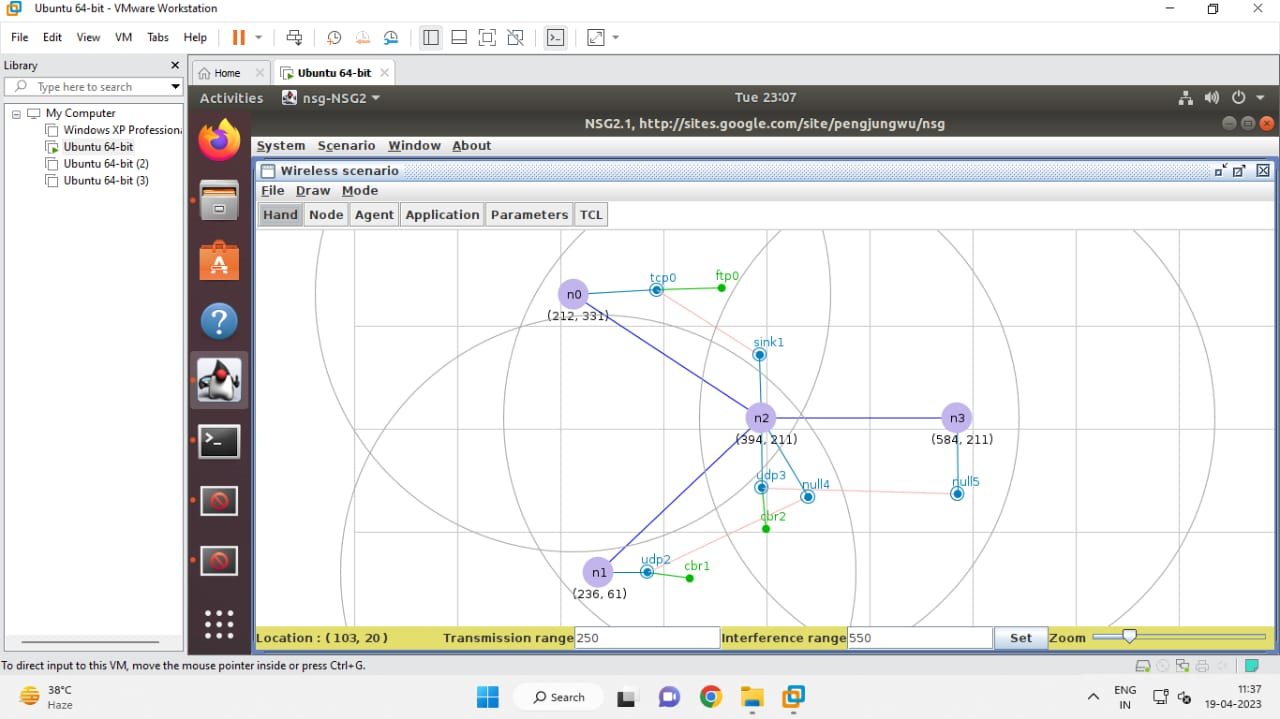 Ubuntu 64-bit - VMware Workstation
File Edit View VM Tabs Help
Library
Type here to search
My Computer
Windows XP Profession
Ubuntu 64-bit
Ubuntu 64-bit (2)
Ubuntu 64-bit (3)
Home
Ubuntu 64-bit
Activities nsg-NSG2 Tue 23:07
NSG2.1, http://sites.google.com/site/pengjungwu/nsg
System Scenario Window About
Wireless scenario
File Draw Mode
Hand Node Agent Application Parameters TCL
tcp0 ftp0
n0
(212, 331)
sink1
n2 n3
(394, 211) (584, 211)
udp3 null4 null5
cbr2
udp2 cbr1
n1
(236, 61)
Location : ( 103, 20 ) Transmission range 250 Interference range 550 Set Zoom
To direct input to this VM, move the mouse pointer inside or press Ctrl+G.
38°C
Haze
Search
ENG
IN
11:37
19-04-2023